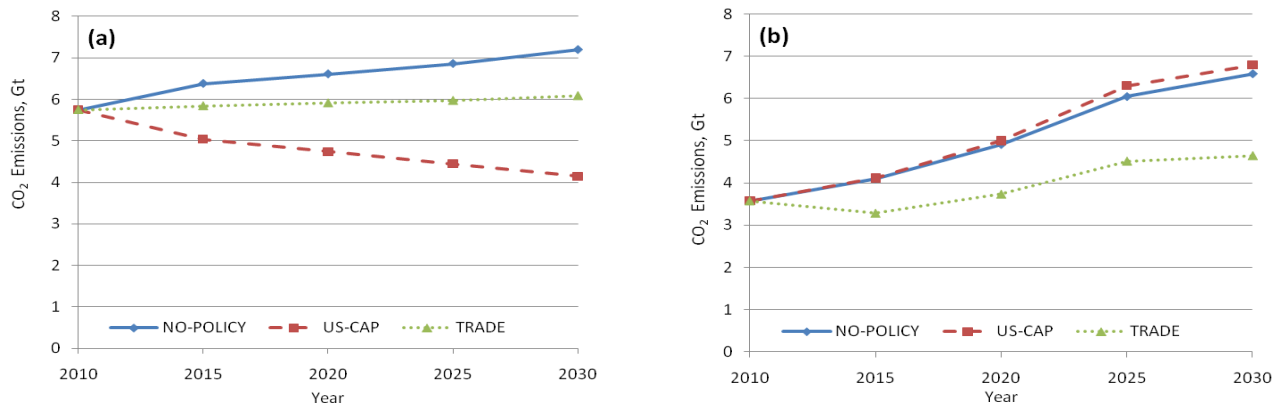 (a)
CO2 Emissions, Gt
8
7
6
5
4
3
2
1
0
NO-POLICY US-CAP TRADE
2010 2015 2020 2025 2030
Year
(b)
CO2 Emissions, Gt
8
7
6
5
4
3
2
1
0
NO-POLICY US-CAP TRADE
2010 2015 2020 2025 2030
Year